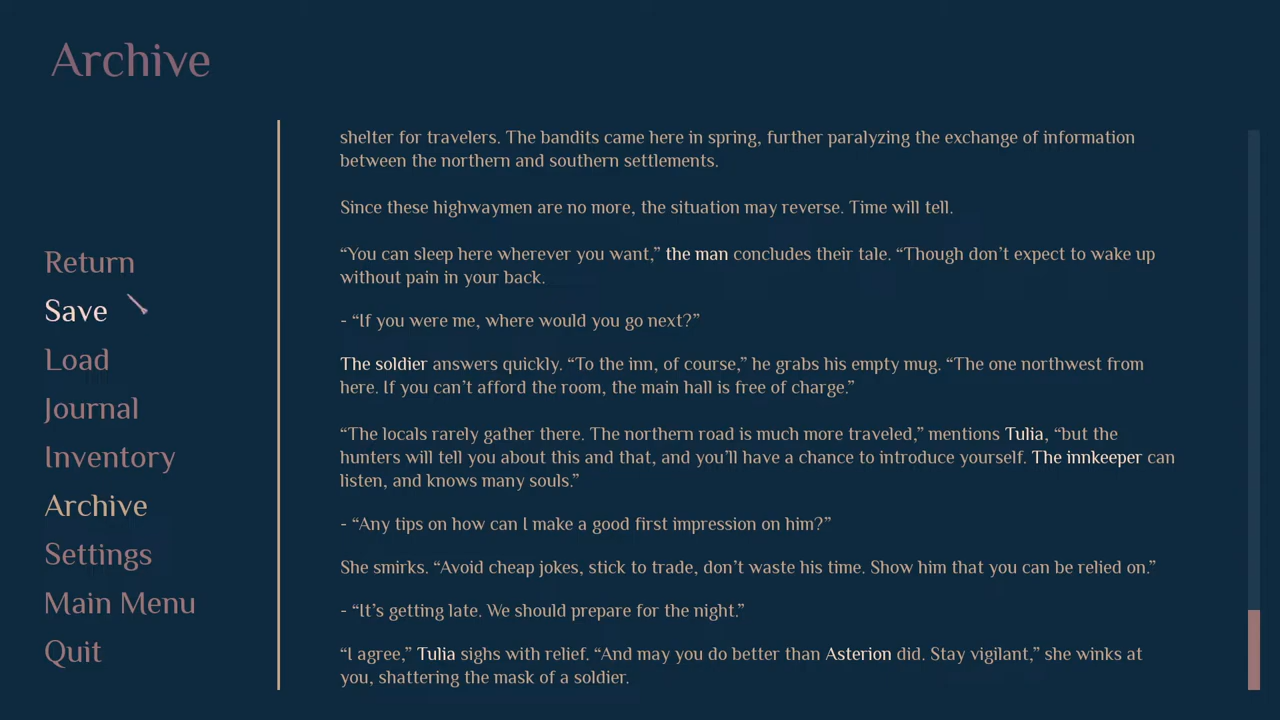 Archive
Return
Save
Load
Journal
Inventory
Archive
Settings
Main Menu
Quit
shelter for travelers. The bandits came here in spring, further paralyzing the exchange of information
between the northern and southern settlements.
Since these highwaymen are no more, the situation may reverse. Time will tell.
“You can sleep here wherever you want,” the man concludes their tale. “Though don’t expect to wake up
without pain in your back.
- “If you were me, where would you go next?”
The soldier answers quickly. “To the inn, of course,” he grabs his empty mug. “The one northwest from
here. If you can’t afford the room, the main hall is free of charge.”
“The locals rarely gather there. The northern road is much more traveled,” mentions Tulia, “but the
hunters will tell you about this and that, and you’ll have a chance to introduce yourself. The innkeeper can
listen, and knows many souls.”
- “Any tips on how can I make a good first impression on him?”
She smirks. “Avoid cheap jokes, stick to trade, don’t waste his time. Show him that you can be relied on.”
- “It’s getting late. We should prepare for the night.”
“I agree,” Tulia sighs with relief. “And may you do better than Asterion did. Stay vigilant,” she winks at
you, shattering the mask of a soldier.